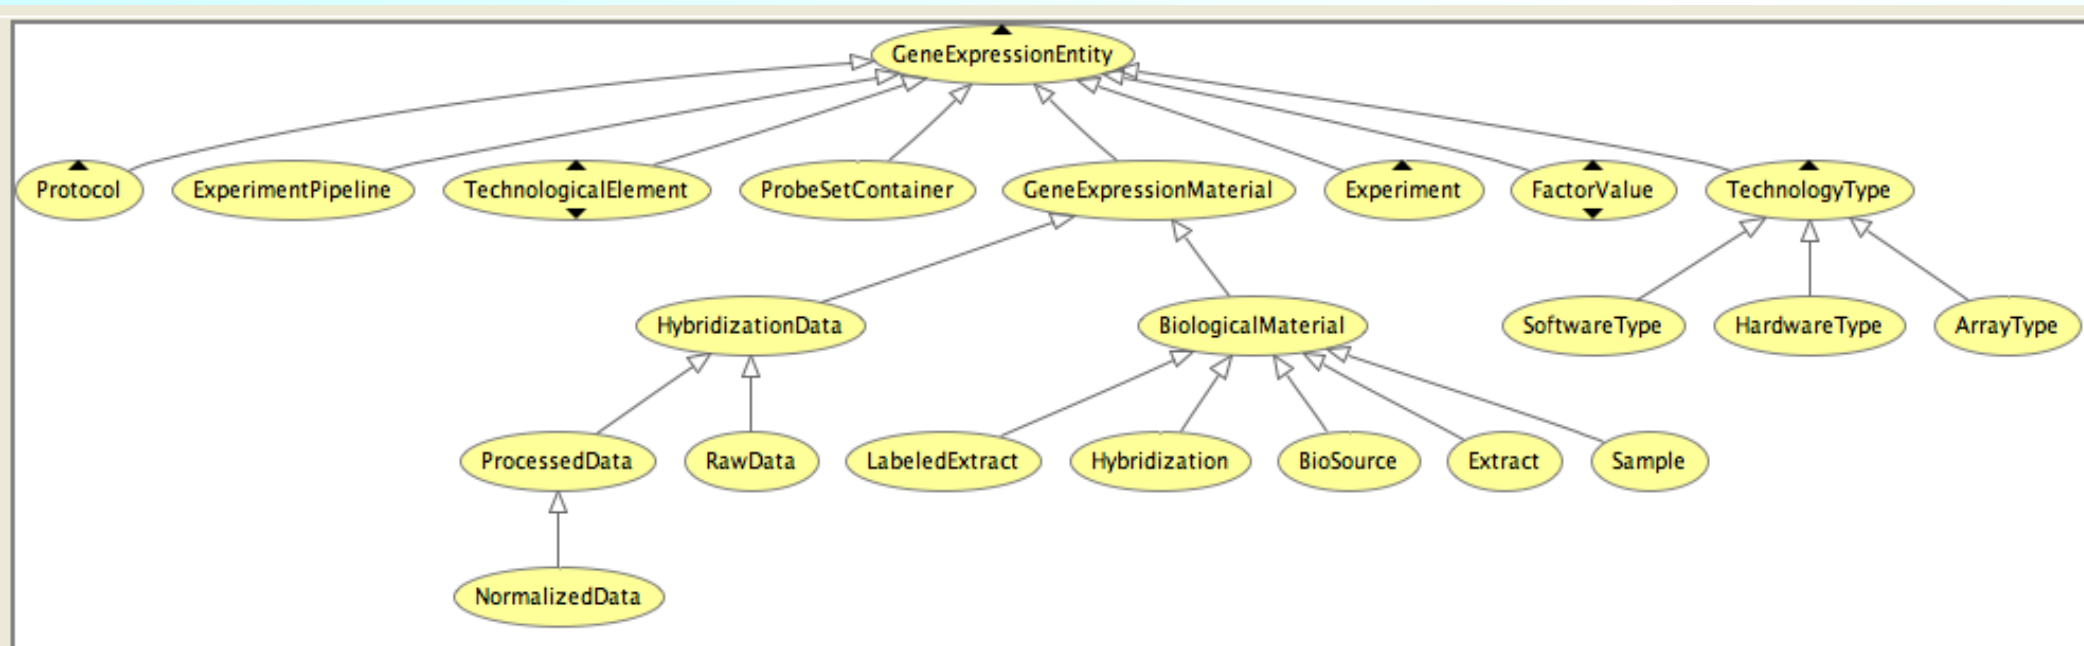 GeneExpressionEntity
Protocol
ExperimentPipeline
TechnologicalElement
ProbeSetContainer
GeneExpressionMaterial
Experiment
FactorValue
TechnologyType
HybridizationData
BiologicalMaterial
SoftwareType
HardwareType
ArrayType
ProcessedData
RawData
LabeledExtract
Hybridization
BioSource
Extract
Sample
NormalizedData